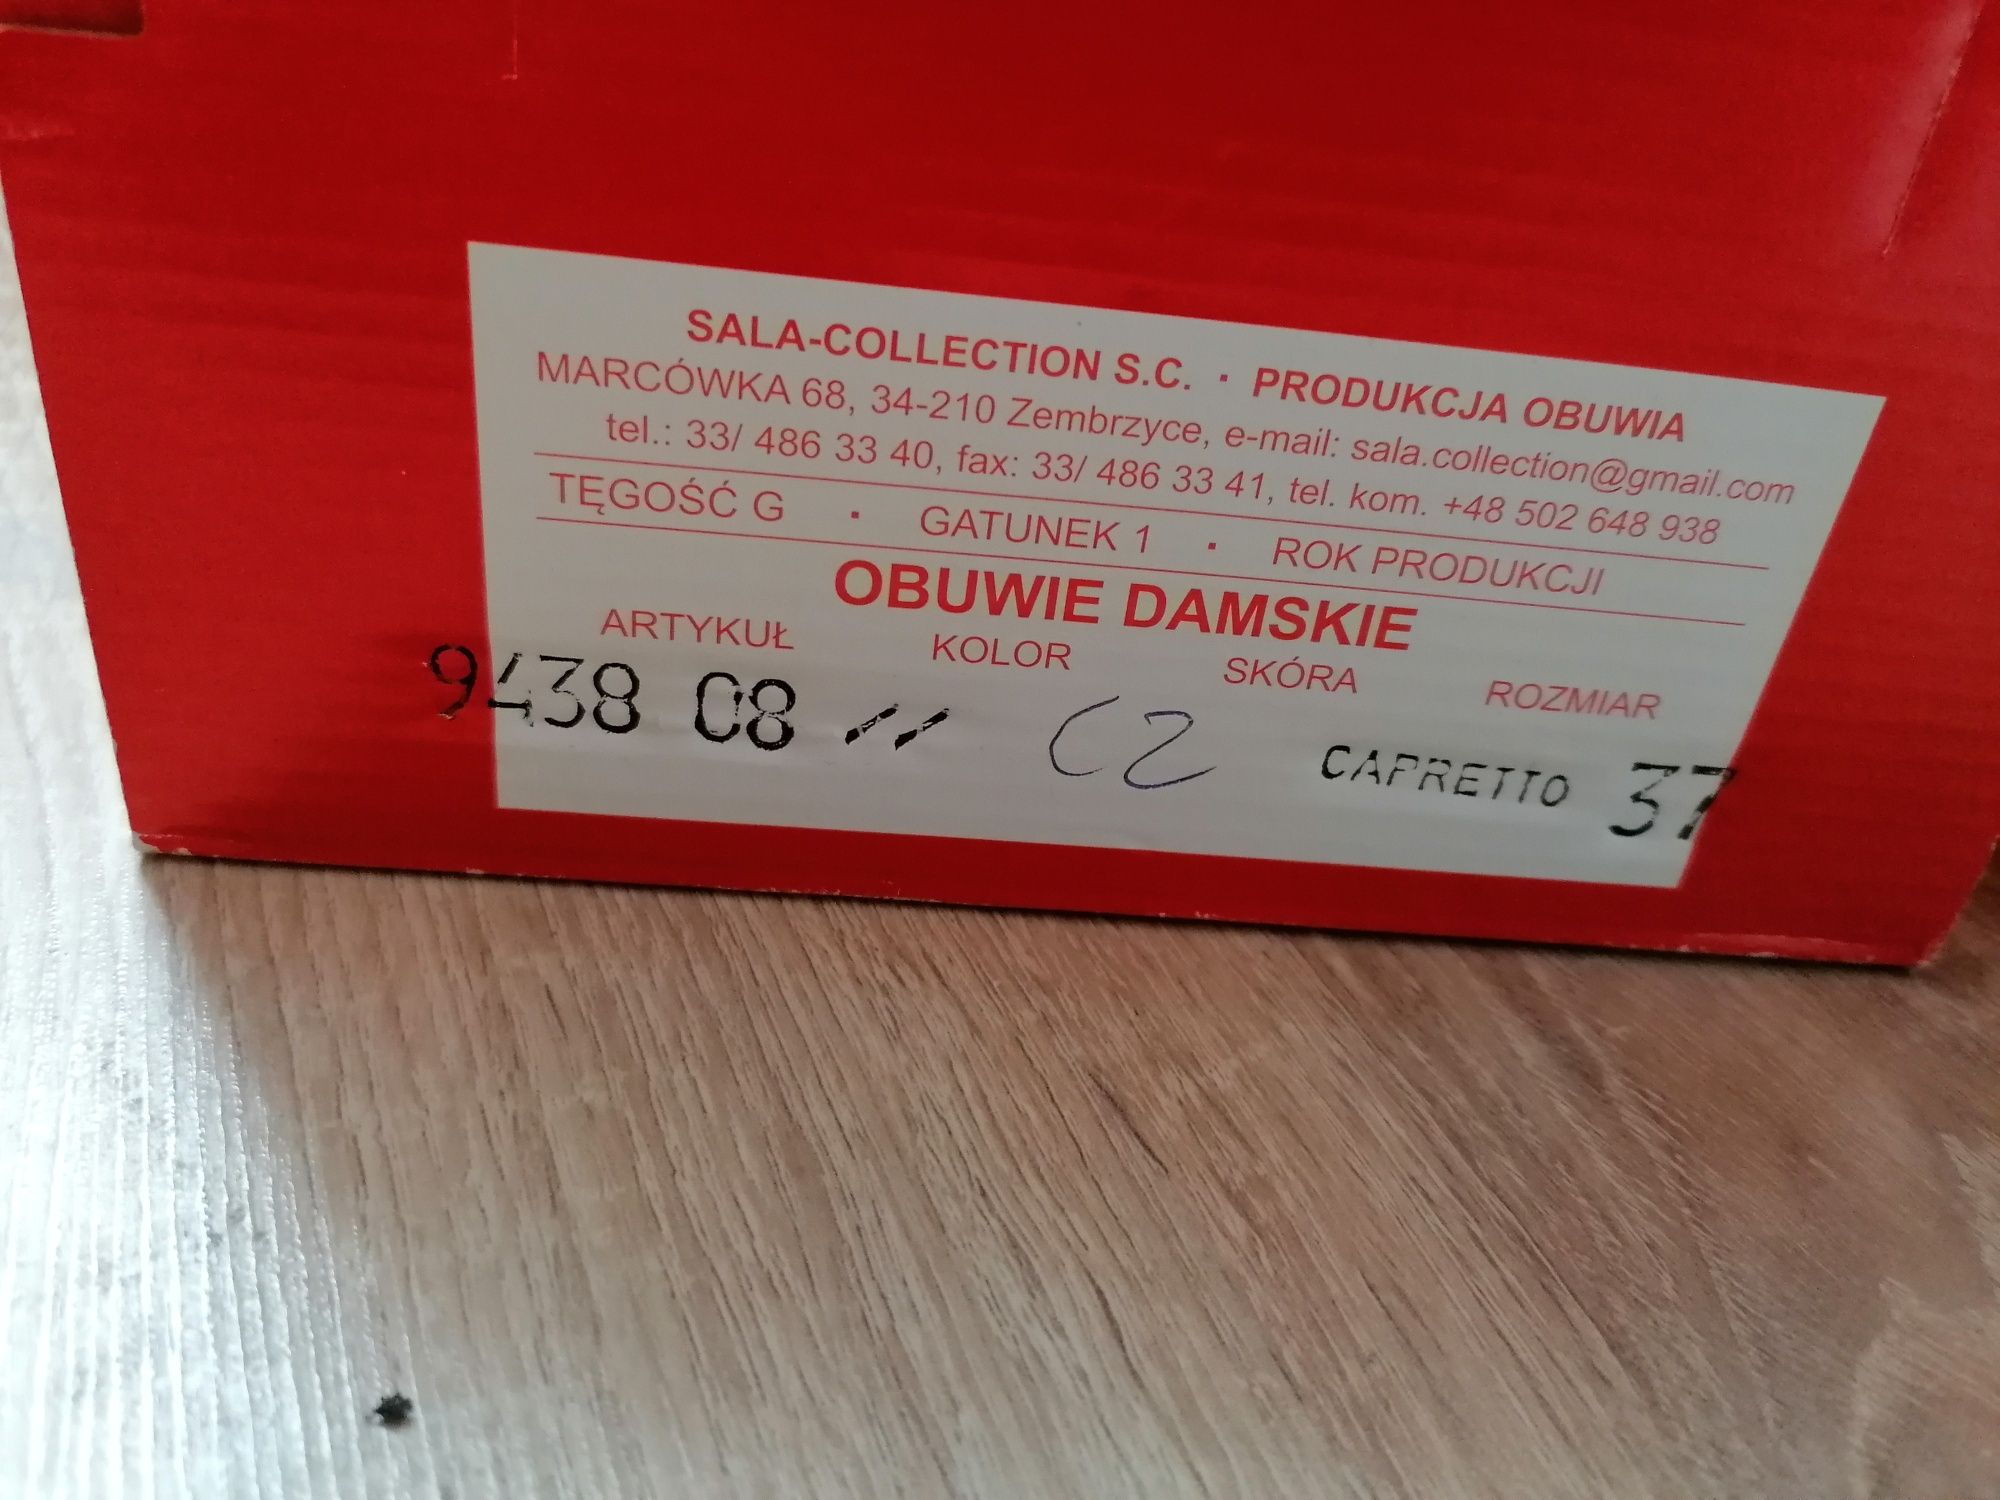 SALA-COLLECTION S.C. · PRODUKCJA OBUWIA
MARCÓWKA 68, 34-210 Zembrzyce, e-mail: sala.collection@gmail.com
tel.: 33/ 486 33 40, fax: 33/ 486 33 41, tel. kom. +48 502 648 938
TĘGOŚĆ G · GATUNEK 1 · ROK PRODUKCJI
OBUWIE DAMSKIE
ARTYKUŁ KOLOR SKÓRA ROZMIAR
9438 08 // CZ CAPRETTO 37